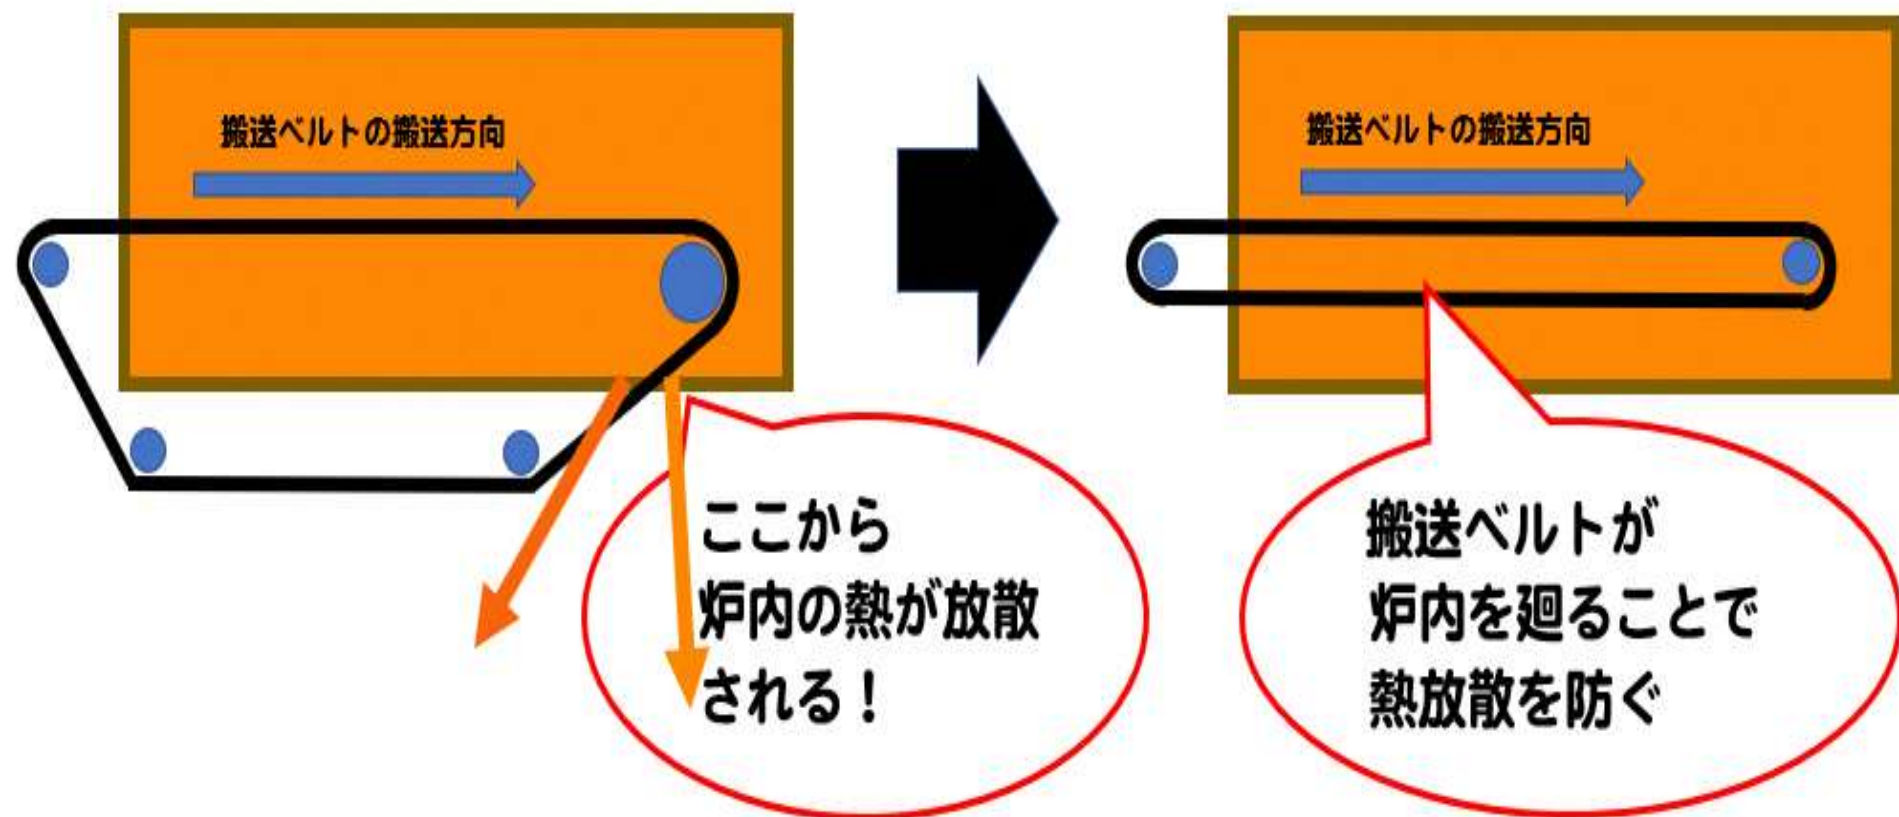 搬送ベルトの搬送方向
搬送ベルトの搬送方向
ここから
炉内の熱が放散
される！
搬送ベルトが
炉内を廻ることで
熱放散を防ぐ